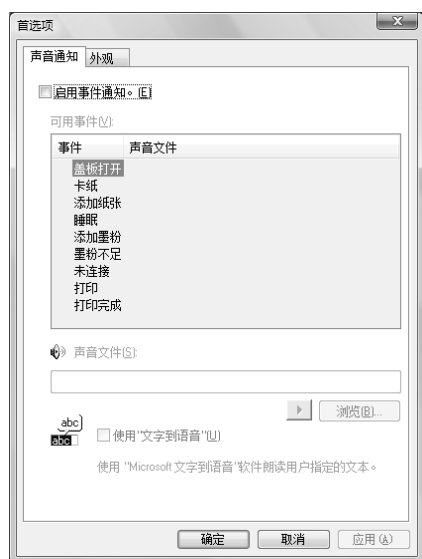 首选项
声音通知 外观
启用事件通知。(E)
可用事件(V):
事件 声音文件
盖板打开
卡纸
添加纸张
睡眠
添加墨粉
墨粉不足
未连接
打印
打印完成
声音文件(S):
浏览(B)...
abc
abc
使用"文字到语音"(U)
使用 "Microsoft 文字到语音"软件朗读用户指定的文本。
确定 取消 应用(A)